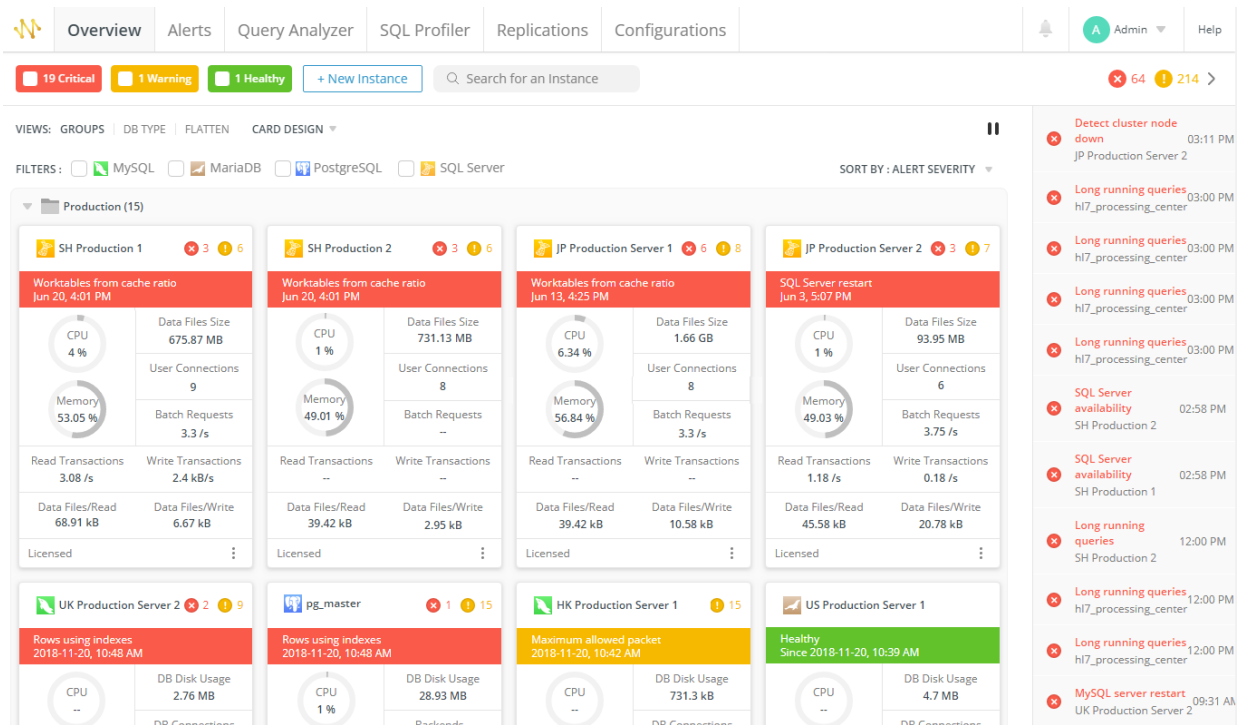 Overview Alerts Query Analyzer SQL Profiler Replications Configurations A Admin Help
19 Critical 1 Warning 1 Healthy + New Instance Search for an Instance 64 214
VIEWS: GROUPS DB TYPE FLATTEN CARD DESIGN
FILTERS : MySQL MariaDB PostgreSQL SQL Server SORT BY : ALERT SEVERITY
Production (15)
SH Production 1 3 6
Worktables from cache ratio
Jun 20, 4:01 PM
CPU
4 %
Data Files Size
675.87 MB
User Connections
9
Memory
53.05 %
Batch Requests
3.3 /s
Read Transactions Write Transactions
3.08 /s 2.4 kB/s
Data Files/Read Data Files/Write
68.91 kB 6.67 kB
Licensed
SH Production 2 3 6
Worktables from cache ratio
Jun 20, 4:01 PM
CPU
1 %
Data Files Size
731.13 MB
User Connections
8
Memory
49.01 %
Batch Requests
--
Read Transactions Write Transactions
-- --
Data Files/Read Data Files/Write
39.42 kB 2.95 kB
Licensed
JP Production Server 1 6 8
Worktables from cache ratio
Jun 13, 4:25 PM
CPU
6.34 %
Data Files Size
1.66 GB
User Connections
8
Memory
56.84 %
Batch Requests
3.3 /s
Read Transactions Write Transactions
-- --
Data Files/Read Data Files/Write
39.42 kB 10.58 kB
Licensed
JP Production Server 2 3 7
SQL Server restart
Jun 3, 5:07 PM
CPU
1 %
Data Files Size
93.95 MB
User Connections
6
Memory
49.03 %
Batch Requests
3.75 /s
Read Transactions Write Transactions
1.18 /s 0.18 /s
Data Files/Read Data Files/Write
45.58 kB 20.78 kB
Licensed
UK Production Server 2 2 9
Rows using indexes
2018-11-20, 10:48 AM
CPU
--
DB Disk Usage
2.76 MB
DB Connections
pg_master 1 15
Rows using indexes
2018-11-20, 10:48 AM
CPU
1 %
DB Disk Usage
28.93 MB
Backends
HK Production Server 1 15
Maximum allowed packet
2018-11-20, 10:42 AM
CPU
--
DB Disk Usage
731.3 kB
DB Connections
US Production Server 1
Healthy
Since 2018-11-20, 10:39 AM
CPU
--
DB Disk Usage
4.7 MB
DB Connections
Detect cluster node
down 03:11 PM
JP Production Server 2
Long running queries 03:00 PM
hl7_processing_center
Long running queries 03:00 PM
hl7_processing_center
Long running queries 03:00 PM
hl7_processing_center
Long running queries 03:00 PM
hl7_processing_center
SQL Server
availability 02:58 PM
SH Production 2
SQL Server
availability 02:58 PM
SH Production 1
Long running
queries 12:00 PM
SH Production 2
Long running queries 12:00 PM
hl7_processing_center
Long running queries 12:00 PM
hl7_processing_center
MySQL server restart 09:31 AM
UK Production Server 2